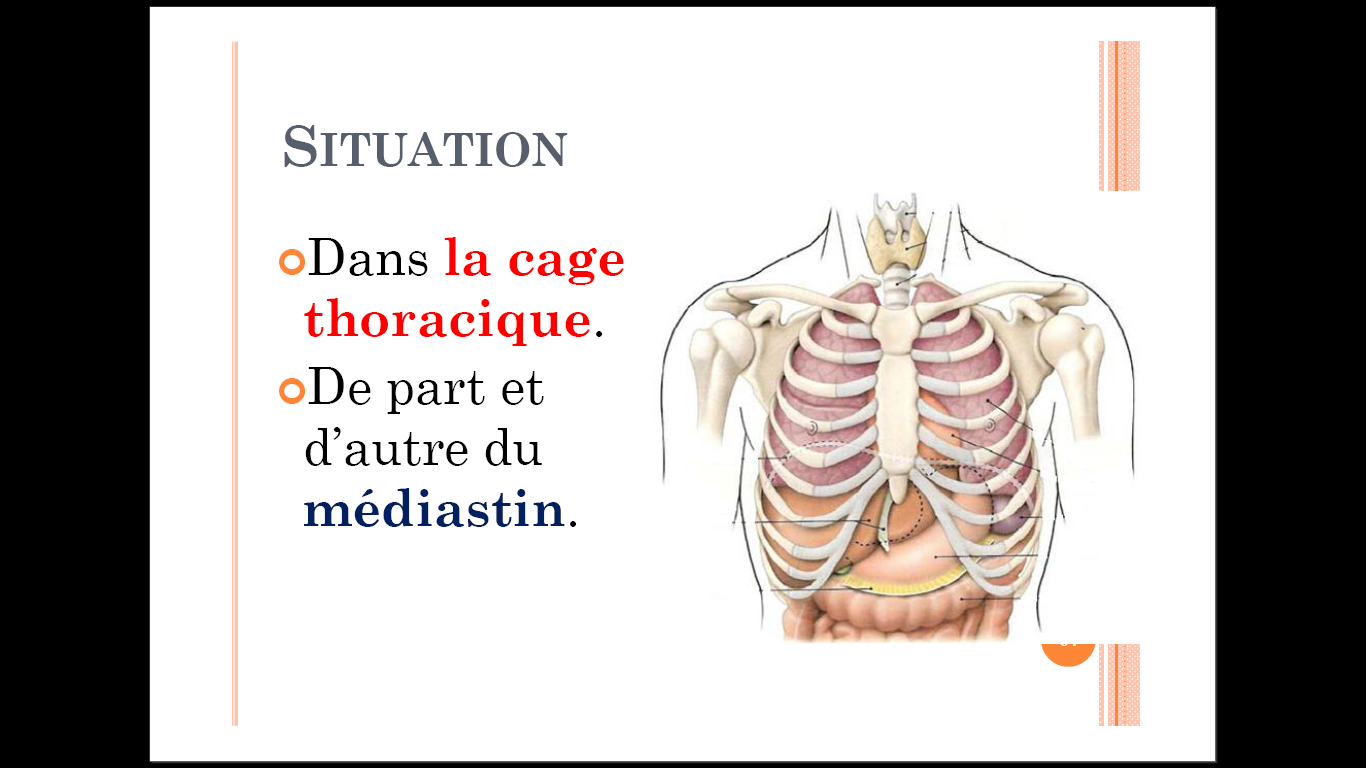 SITUATION
Dans la cage
thoracique.
De part et
d’autre du
médiastin.